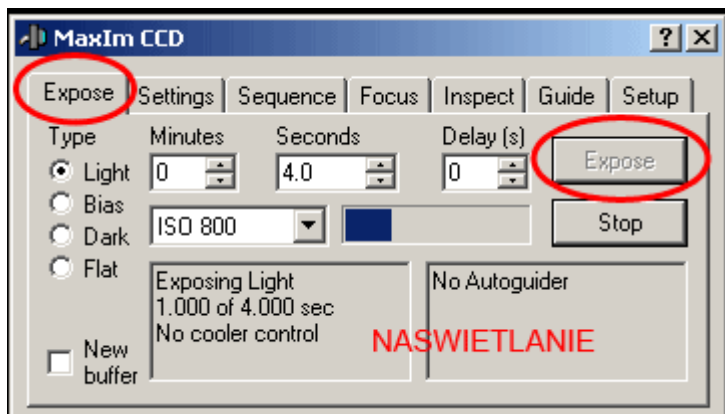 MaxIm CCD
Expose Settings Sequence Focus Inspect Guide Setup
Type Minutes Seconds Delay (s)
Light 0 4.0 0 Expose
Bias
Dark ISO 800 Stop
Flat
Exposing Light No Autoguider
1.000 of 4.000 sec
No cooler control
NASWIETLANIE
New
buffer